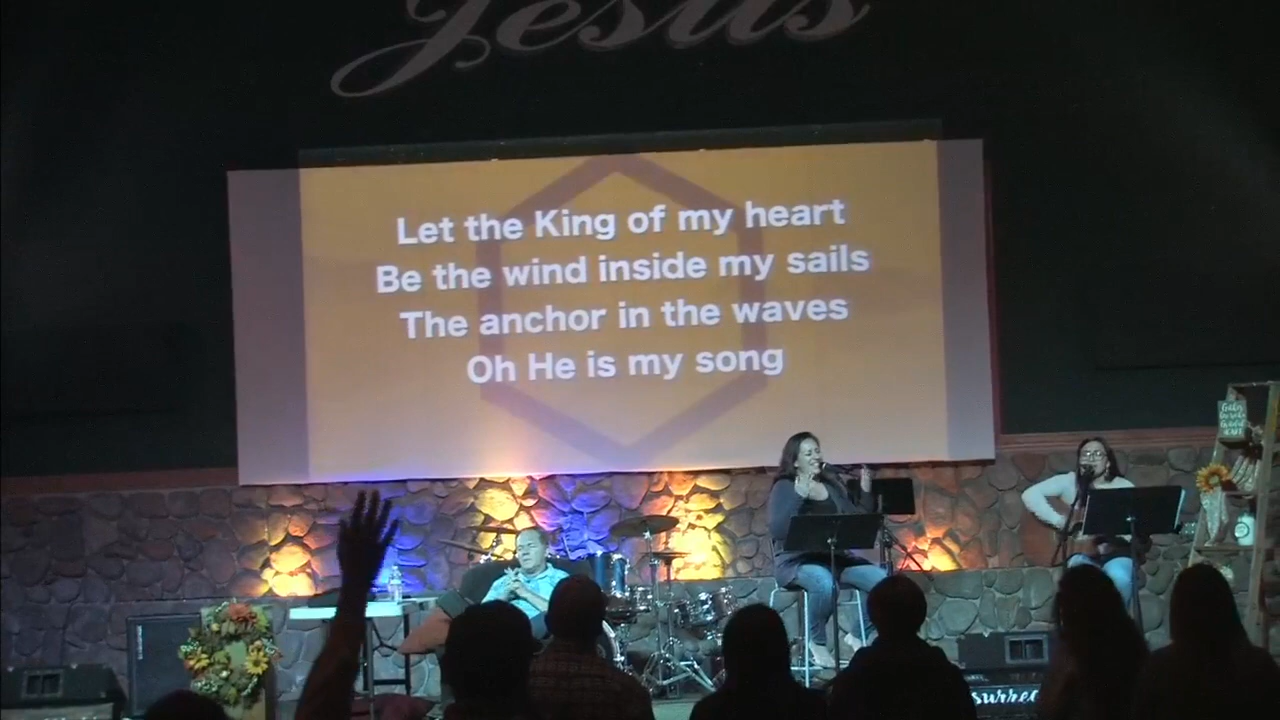 Jesus
Let the King of my heart
Be the wind inside my sails
The anchor in the waves
Oh He is my song